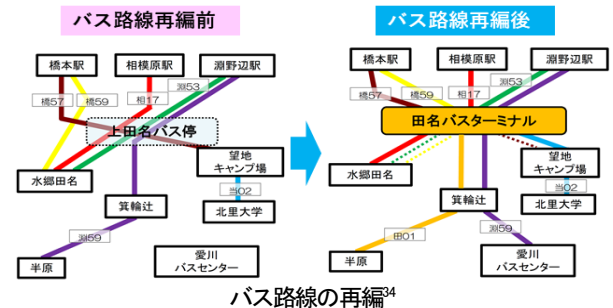 バス路線再編前
橋本駅
相模原駅
淵野辺駅
橋57
橋59
相17
淵53
上田名バス停
水郷田名
望地
キャンプ場
当02
北里大学
箕輪辻
淵59
半原
愛川
バスセンター
バス路線再編後
橋本駅
相模原駅
淵野辺駅
橋57
橋59
相17
淵53
田名バスターミナル
水郷田名
望地
キャンプ場
当02
北里大学
箕輪辻
田01
淵59
半原
愛川
バスセンター
バス路線の再編34